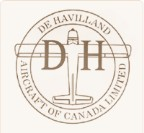 DE HAVILLAND
D H
AIRCRAFT OF CANADA LIMITED